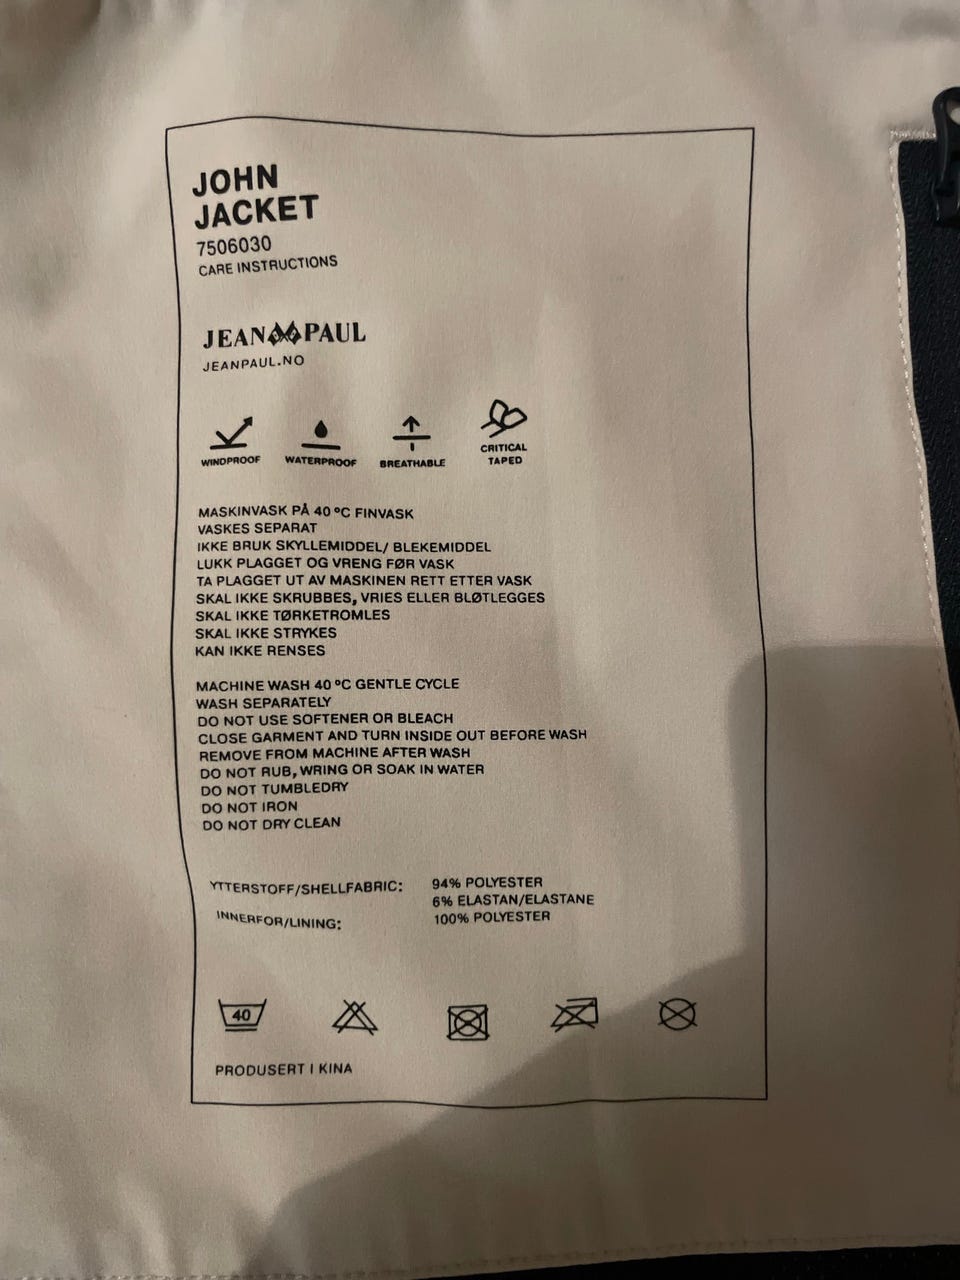 JOHN
JACKET
7506030
CARE INSTRUCTIONS
JEAN PAUL
JEANPAUL.NO
WINDPROOF WATERPROOF BREATHABLE CRITICAL TAPED
MASKINVASK PÅ 40 °C FINVASK
VASKES SEPARAT
IKKE BRUK SKYLLEMIDDEL/ BLEKEMIDDEL
LUKK PLAGGET OG VRENG FØR VASK
TA PLAGGET UT AV MASKINEN RETT ETTER VASK
SKAL IKKE SKRUBBES, VRIES ELLER BLØTLEGGES
SKAL IKKE TØRKETROMLES
SKAL IKKE STRYKES
KAN IKKE RENSES
MACHINE WASH 40 °C GENTLE CYCLE
WASH SEPARATELY
DO NOT USE SOFTENER OR BLEACH
CLOSE GARMENT AND TURN INSIDE OUT BEFORE WASH
REMOVE FROM MACHINE AFTER WASH
DO NOT RUB, WRING OR SOAK IN WATER
DO NOT TUMBLEDRY
DO NOT IRON
DO NOT DRY CLEAN
YTTERSTOFF/SHELLFABRIC: 94% POLYESTER
6% ELASTAN/ELASTANE
INNERFOR/LINING: 100% POLYESTER
40
PRODUSERT I KINA